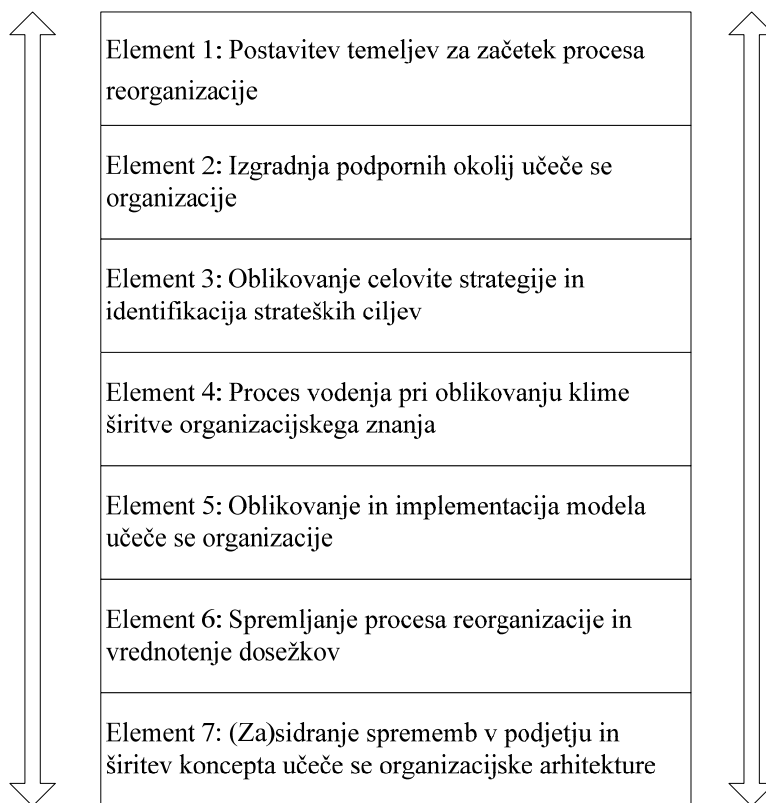 Element 1: Postavitev temeljev za začetek procesa
reorganizacije
Element 2: Izgradnja podpornih okolij učeče se
organizacije
Element 3: Oblikovanje celovite strategije in
identifikacija strateških ciljev
Element 4: Proces vodenja pri oblikovanju klime
širitve organizacijskega znanja
Element 5: Oblikovanje in implementacija modela
učeče se organizacije
Element 6: Spremljanje procesa reorganizacije in
vrednotenje dosežkov
Element 7: (Za)sidranje sprememb v podjetju in
širitev koncepta učeče se organizacijske arhitekture